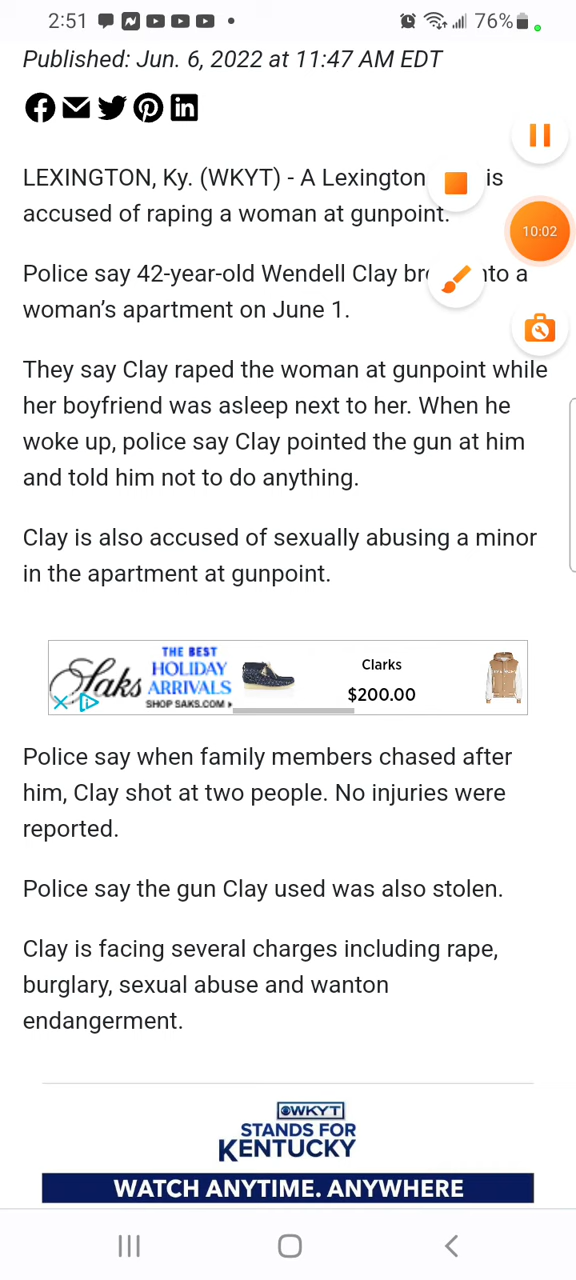 2:51
76%
Published: Jun. 6, 2022 at 11:47 AM EDT
LEXINGTON, Ky. (WKYT) - A Lexington is
accused of raping a woman at gunpoint.
10:02
Police say 42-year-old Wendell Clay a
woman’s apartment on June 1.
They say Clay raped the woman at gunpoint while
her boyfriend was asleep next to her. When he
woke up, police say Clay pointed the gun at him
and told him not to do anything.
Clay is also accused of sexually abusing a minor
in the apartment at gunpoint.
Saks
THE BEST
HOLIDAY
ARRIVALS
SHOP SAKS.COM
Clarks
$200.00
Police say when family members chased after
him, Clay shot at two people. No injuries were
reported.
Police say the gun Clay used was also stolen.
Clay is facing several charges including rape,
burglary, sexual abuse and wanton
endangerment.
WKYT
STANDS FOR
KENTUCKY
WATCH ANYTIME. ANYWHERE